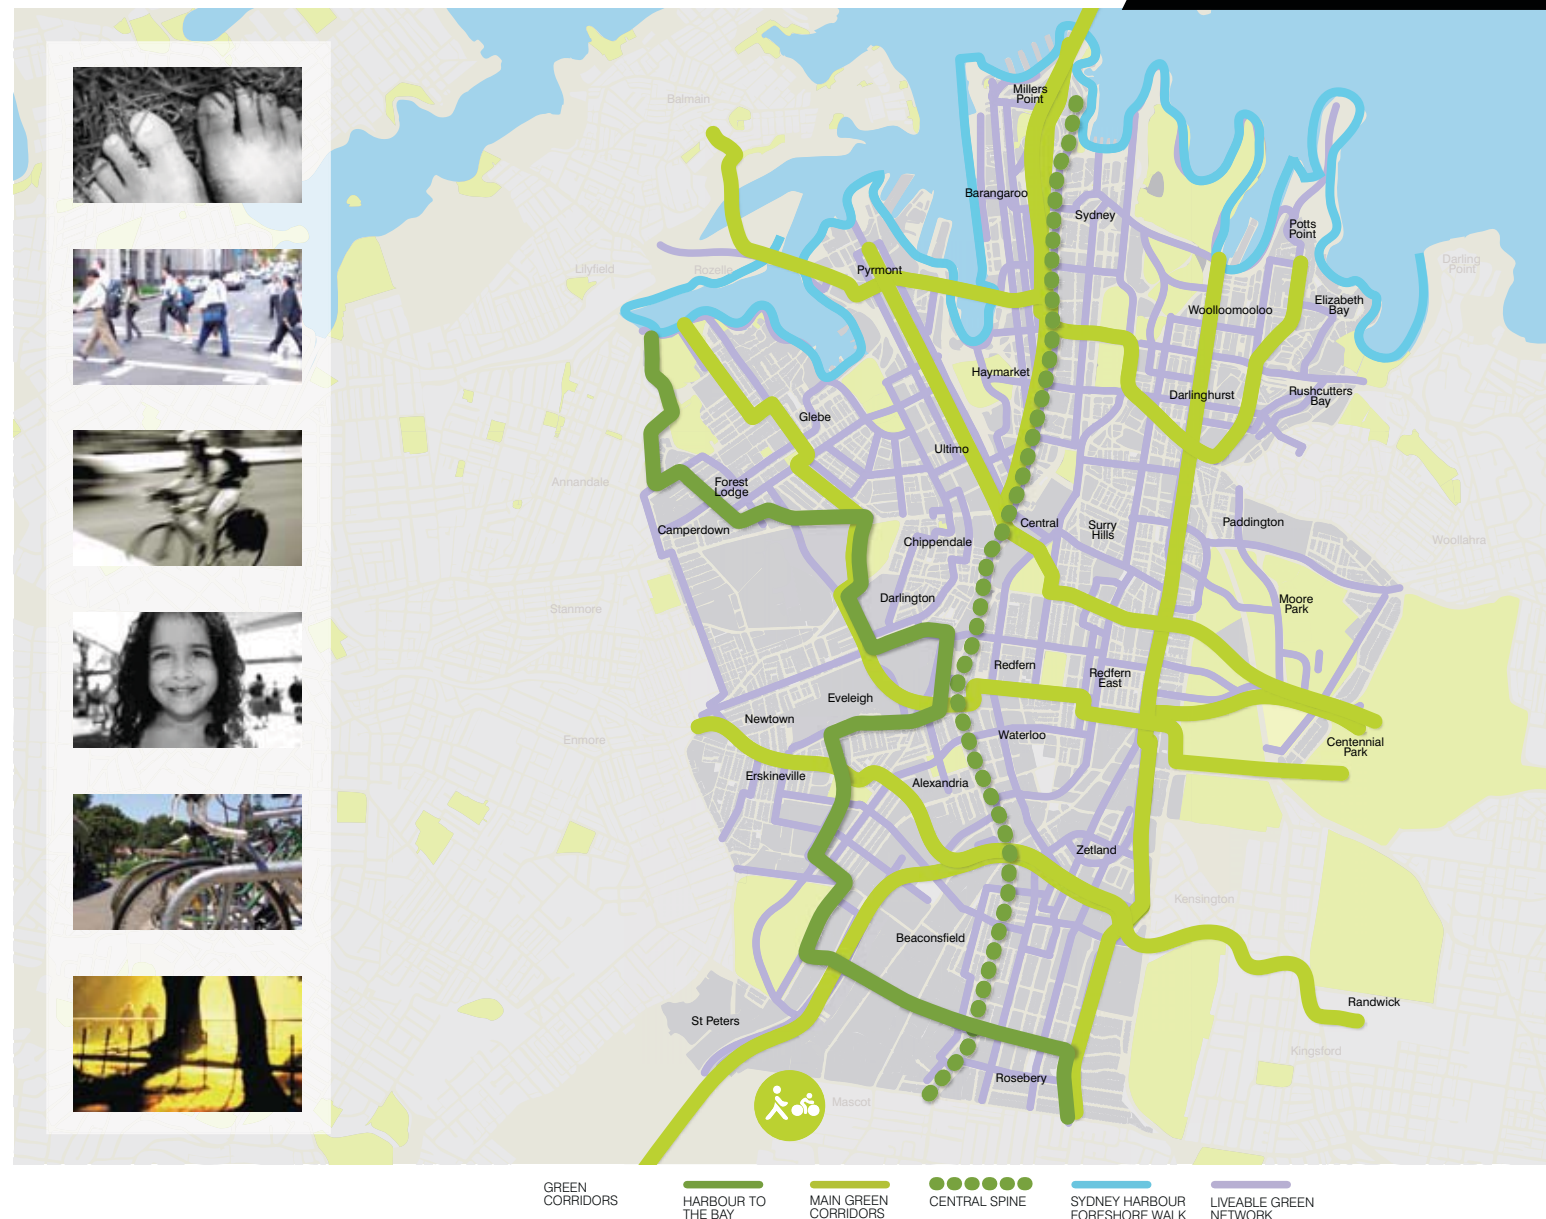 Balmain
Millers
Point
Barangaroo
Sydney
Potts
Point
Lilyfield
Rozelle
Pyrmont
Darling
Point
Woolloomooloo
Elizabeth
Bay
Haymarket
Darlinghurst
Rushcutters
Bay
Glebe
Ultimo
Annandale
Forest
Lodge
Camperdown
Central
Surry
Hills
Paddington
Chippendale
Woollahra
Stanmore
Darlington
Moore
Park
Redfern
Redfern
East
Eveleigh
Newtown
Enmore
Waterloo
Centennial
Park
Erskineville
Alexandria
Zetland
Kensington
Beaconsfield
Randwick
St Peters
Kingsford
Rosebery
Mascot
GREEN
CORRIDORS
HARBOUR TO
THE BAY
MAIN GREEN
CORRIDORS
CENTRAL SPINE
SYDNEY HARBOUR
FORESHORE WALK
LIVEABLE GREEN
NETWORK